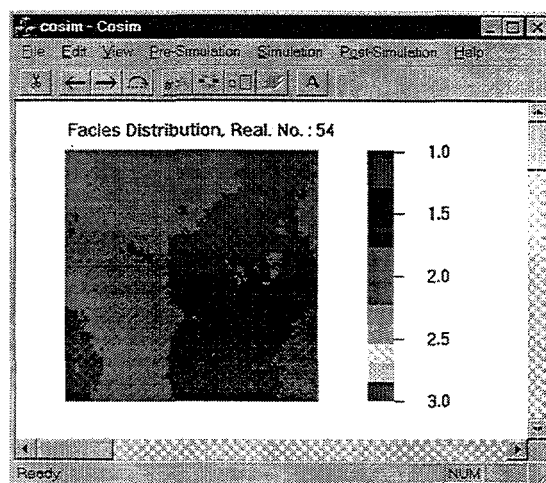 cosim - Cosim
File Edit View Pre-Simulation Simulation Post-Simulation Help
A
Facies Distribution, Real. No. : 54
1.0
1.5
2.0
2.5
3.0
Ready NUM